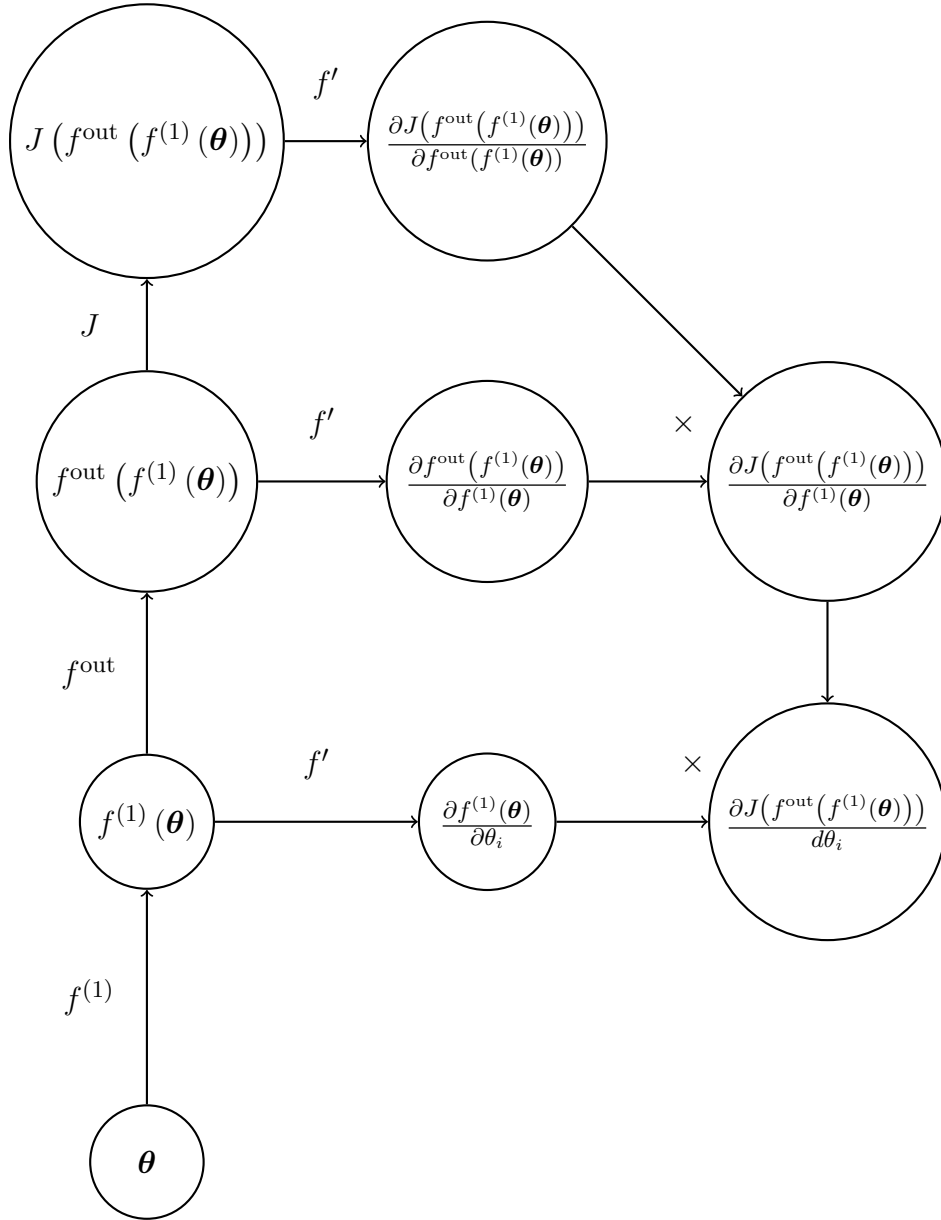 f′
J (f^out (f^(1) (𝜽)))
∂J(f^out(f^(1)(𝜽)))
∂f^out(f^(1)(𝜽))
J
f′
×
f^out (f^(1) (𝜽))
∂f^out(f^(1)(𝜽))
∂f^(1)(𝜽)
∂J(f^out(f^(1)(𝜽)))
∂f^(1)(𝜽)
f^out
f′
×
f^(1) (𝜽)
∂f^(1)(𝜽)
∂θ_i
∂J(f^out(f^(1)(𝜽)))
dθ_i
f^(1)
𝜽